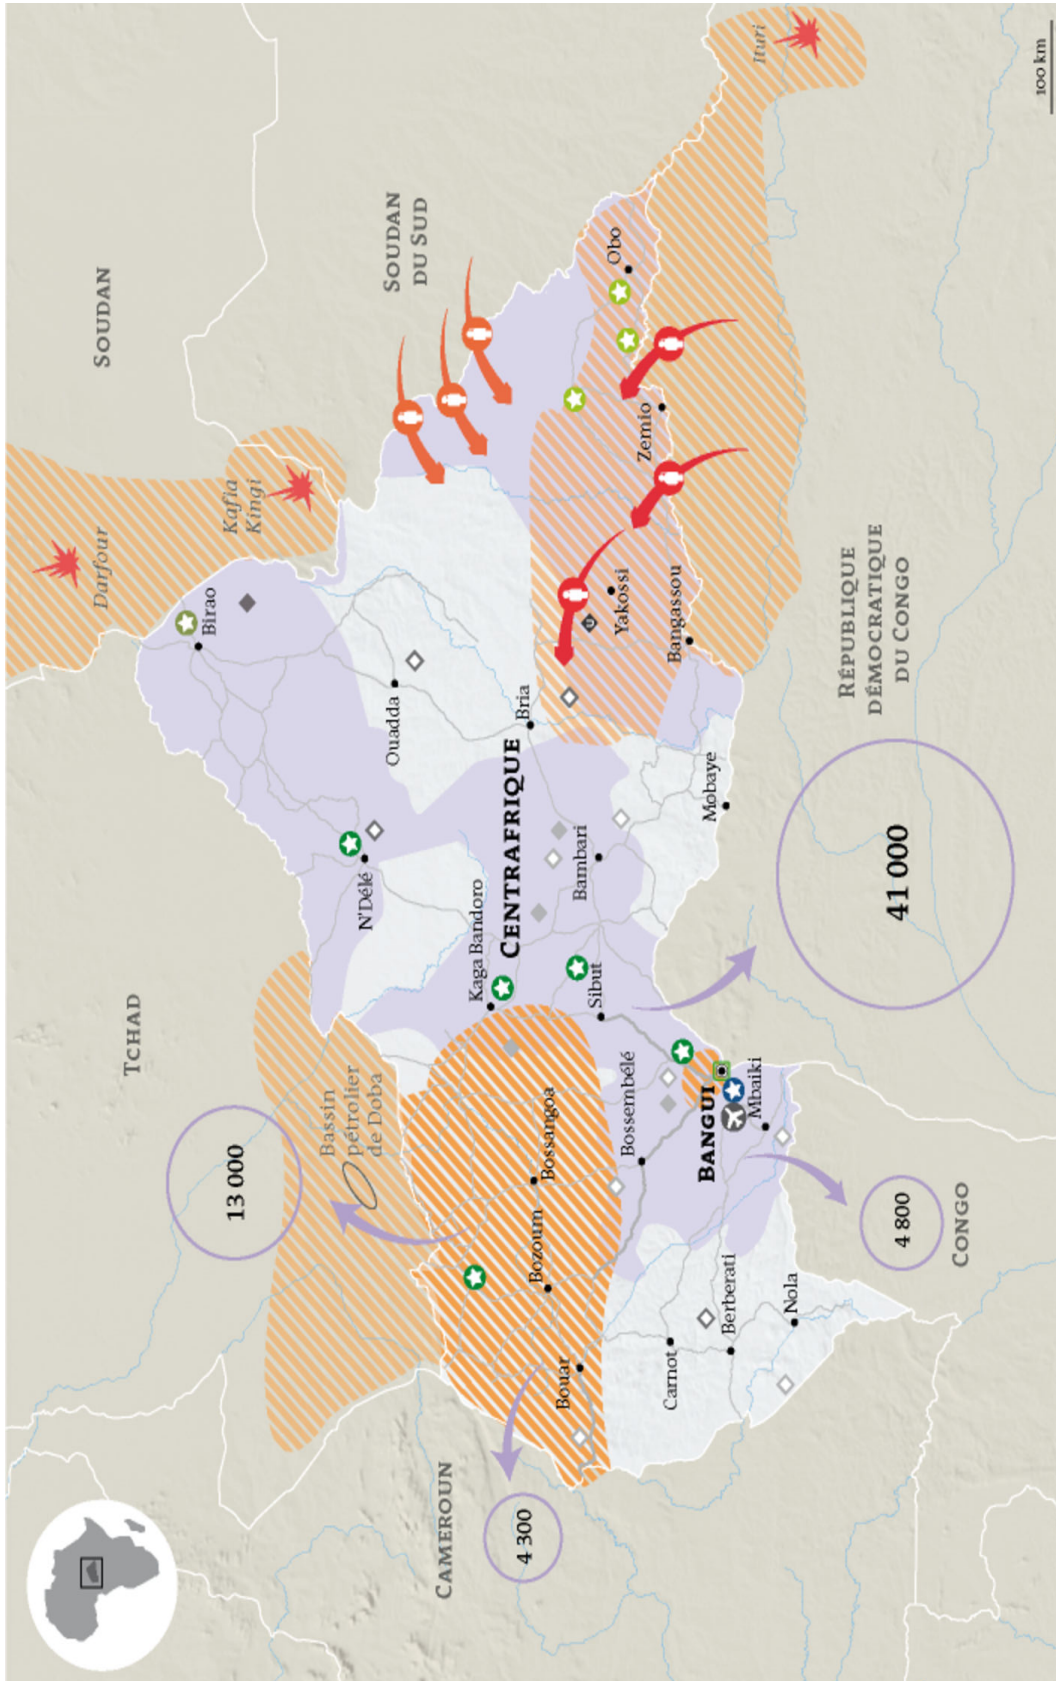 SOUDAN
Darfour
Kafia
Kingi
TCHAD
SOUDAN
DU SUD
Birao
Bassin
pétrolier
de Doba
13 000
N'Délé
Ouadda
CAMEROUN
4 300
Kaga Bandoro
CENTRAFRIQUE
Bria
Bozoum
Bossangoa
Bouar
Sibut
Bambari
Yakossi
Obo
Zemio
Bossembélé
Bangassou
Carnot
Berberati
BANGUI
Mbaiki
Mobaye
Nola
Ituri
4 800
CONGO
41 000
RÉPUBLIQUE
DÉMOCRATIQUE
DU CONGO
100 km